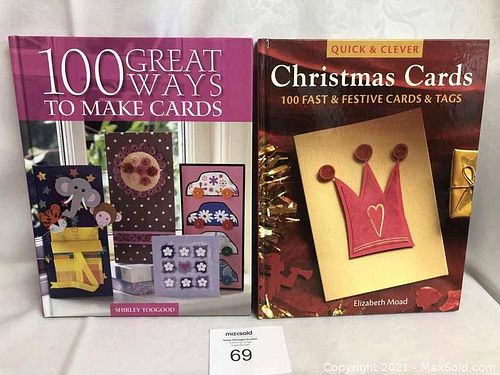 100 GREAT
WAYS
TO MAKE CARDS
SHIRLEY TOOGOOD
QUICK & CLEVER
Christmas Cards
100 FAST & FESTIVE CARDS & TAGS
Elizabeth Moad
maxsold
69
Copyright 2021 - MaxSold.com